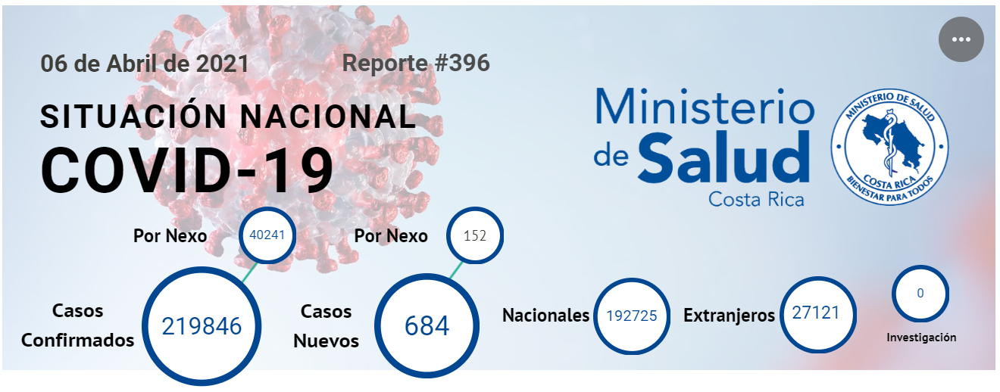 06 de Abril de 2021
Reporte #396
SITUACIÓN NACIONAL
COVID-19
Ministerio
de Salud
Costa Rica
MINISTERIO DE SALUD
COSTA RICA
BIENESTAR PARA TODOS
Por Nexo
40241
Por Nexo
152
Casos
Confirmados
219846
Casos
Nuevos
684
Nacionales
192725
Extranjeros
27121
0
Investigación